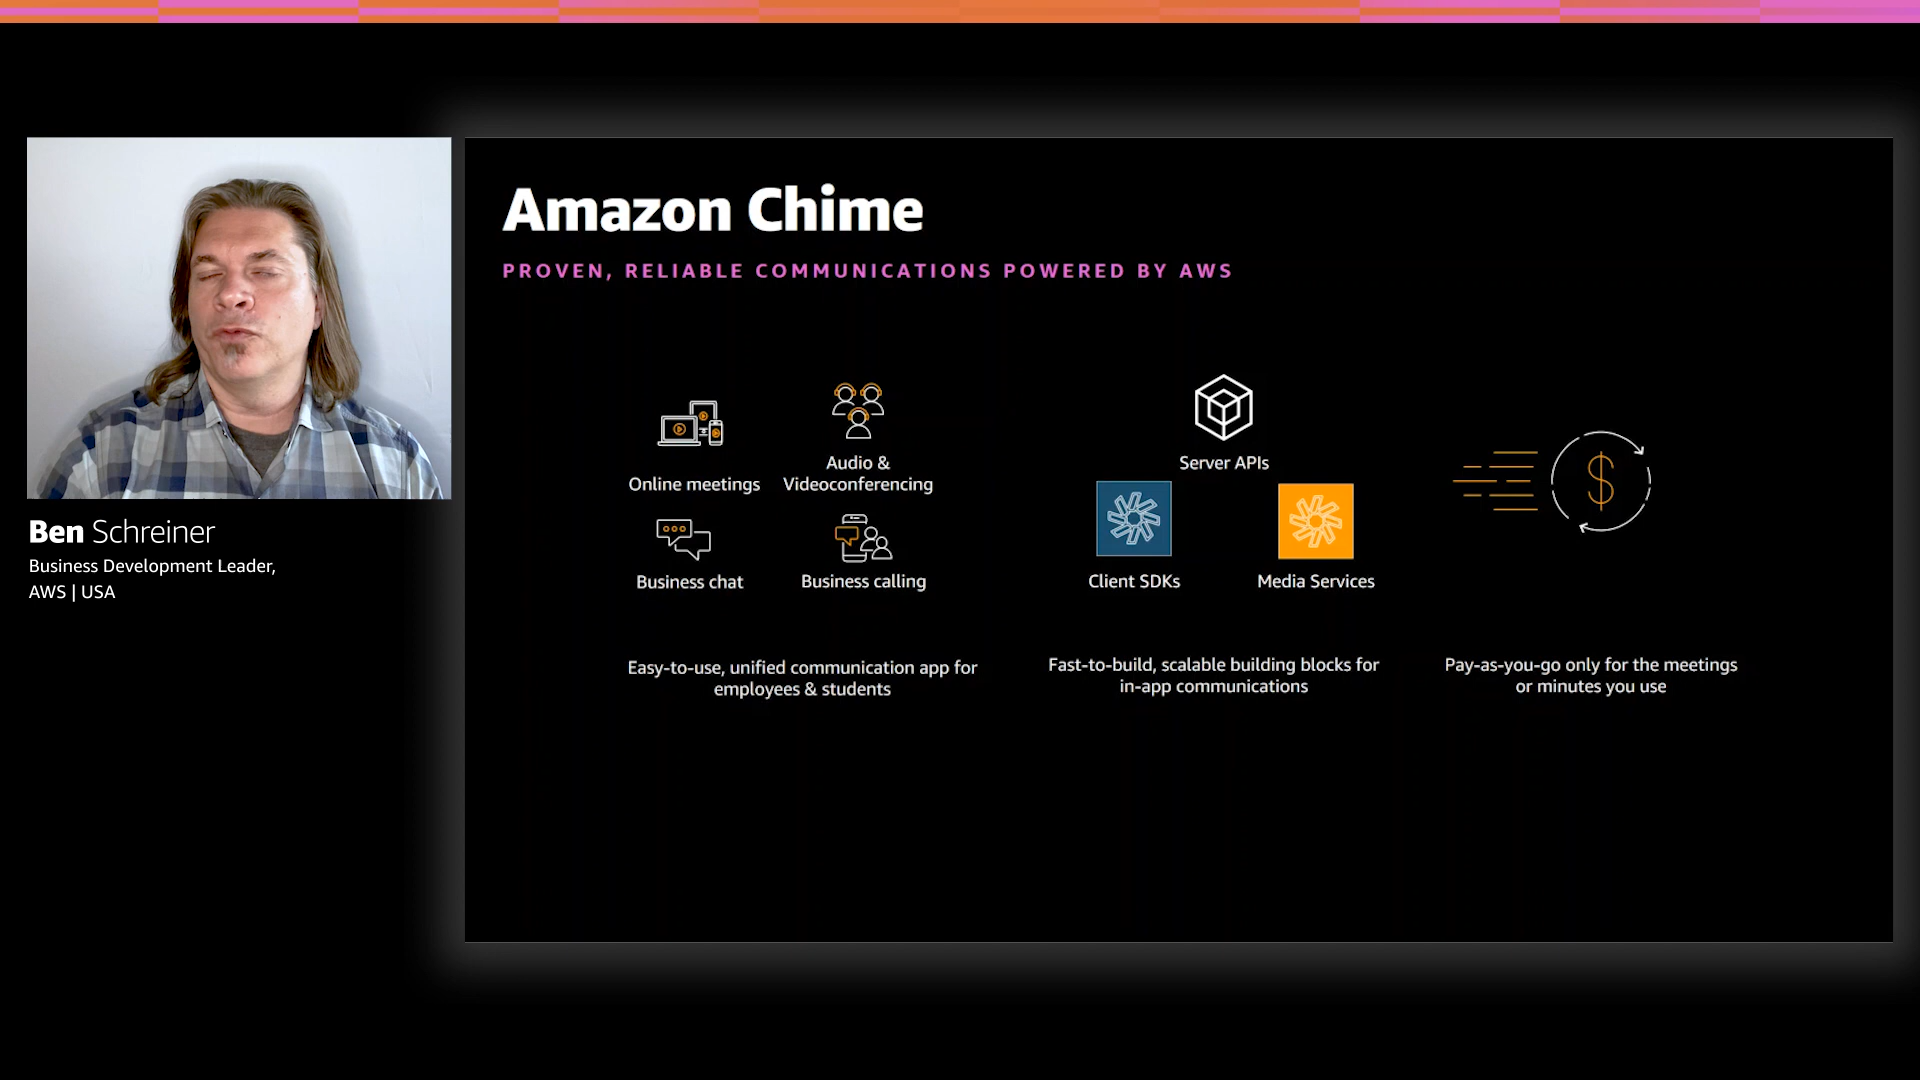 Ben Schreiner
Business Development Leader,
AWS | USA
Amazon Chime
PROVEN, RELIABLE COMMUNICATIONS POWERED BY AWS
Online meetings
Audio &
Videoconferencing
Business chat
Business calling
Easy-to-use, unified communication app for
employees & students
Server APIs
Client SDKs
Media Services
Fast-to-build, scalable building blocks for
in-app communications
$
Pay-as-you-go only for the meetings
or minutes you use